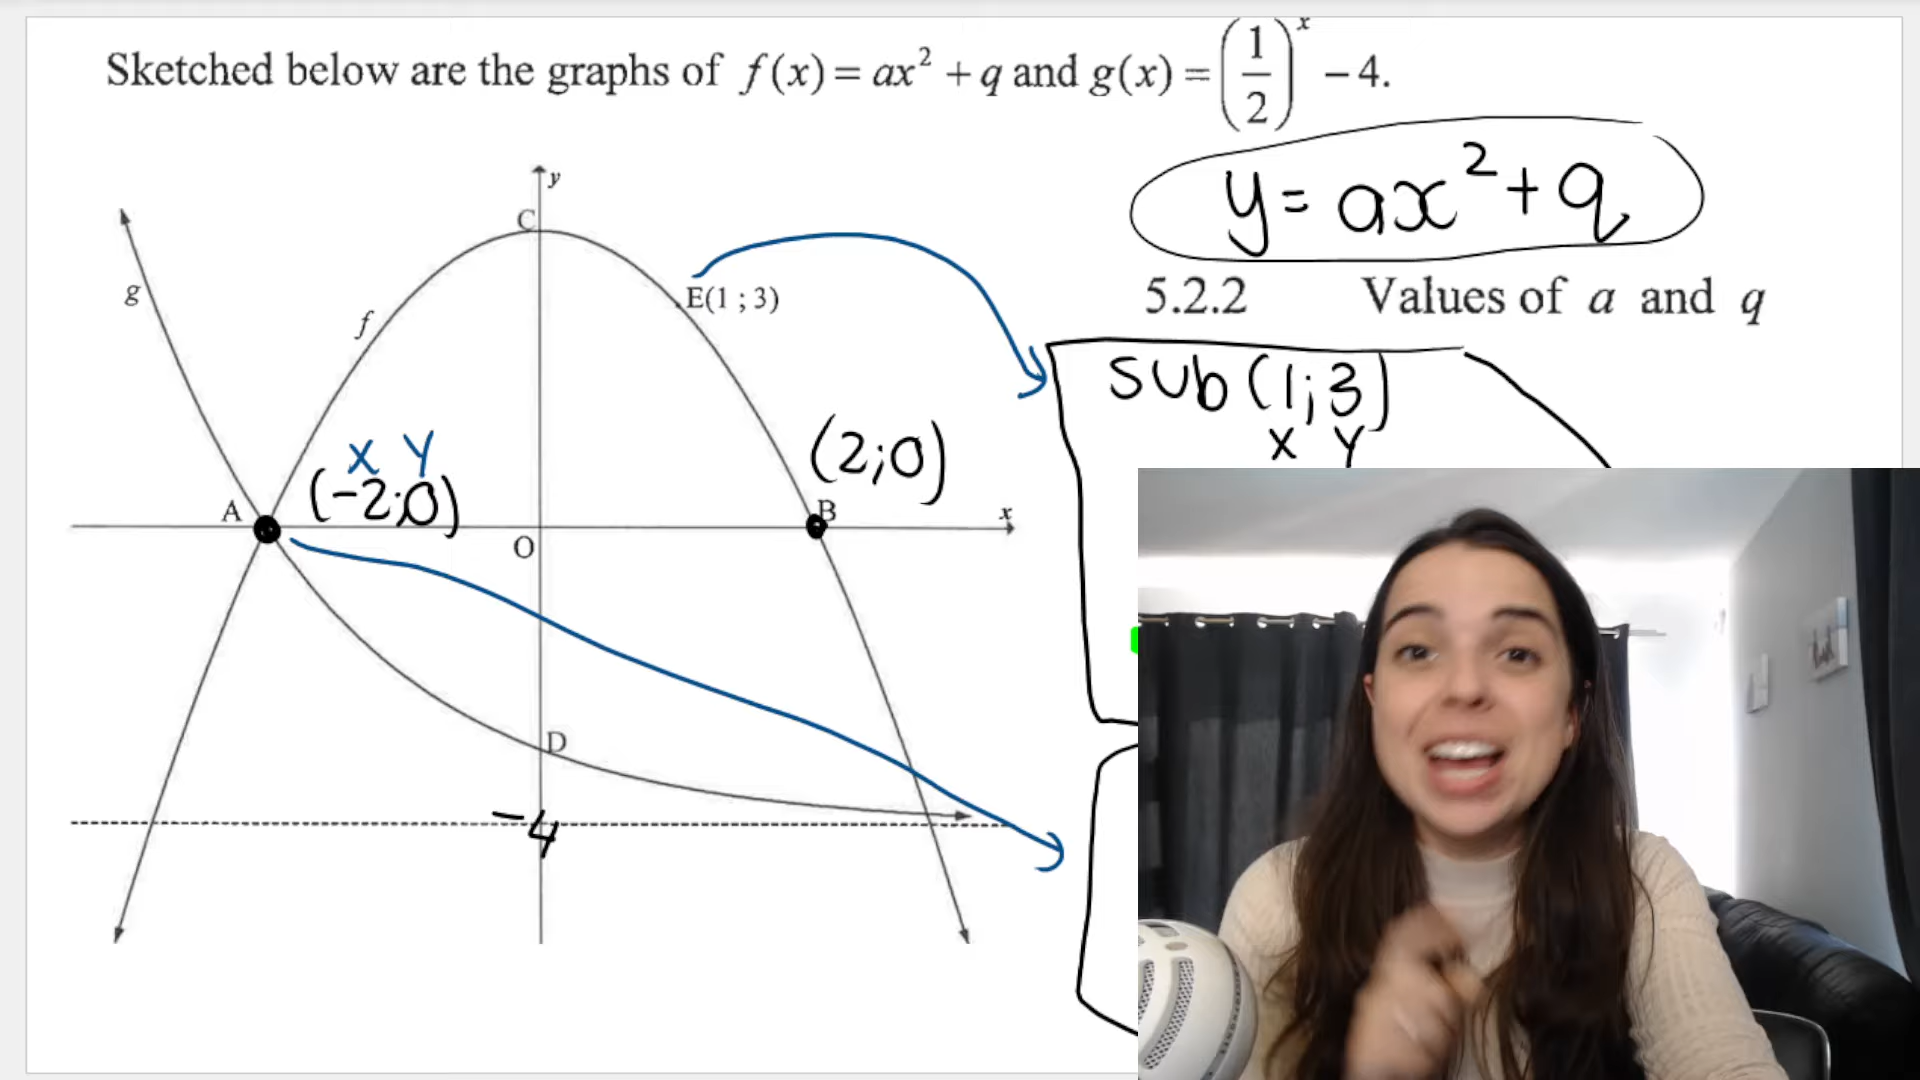 Sketched below are the graphs of f(x) = ax² + q and g(x) = (1/2)ˣ − 4.
y = ax² + q
y
C
g
f
E(1 ; 3)
5.2.2 Values of a and q
sub (1;3)
x y
x y
(-2;0)
(2;0)
A
B
x
O
D
-4